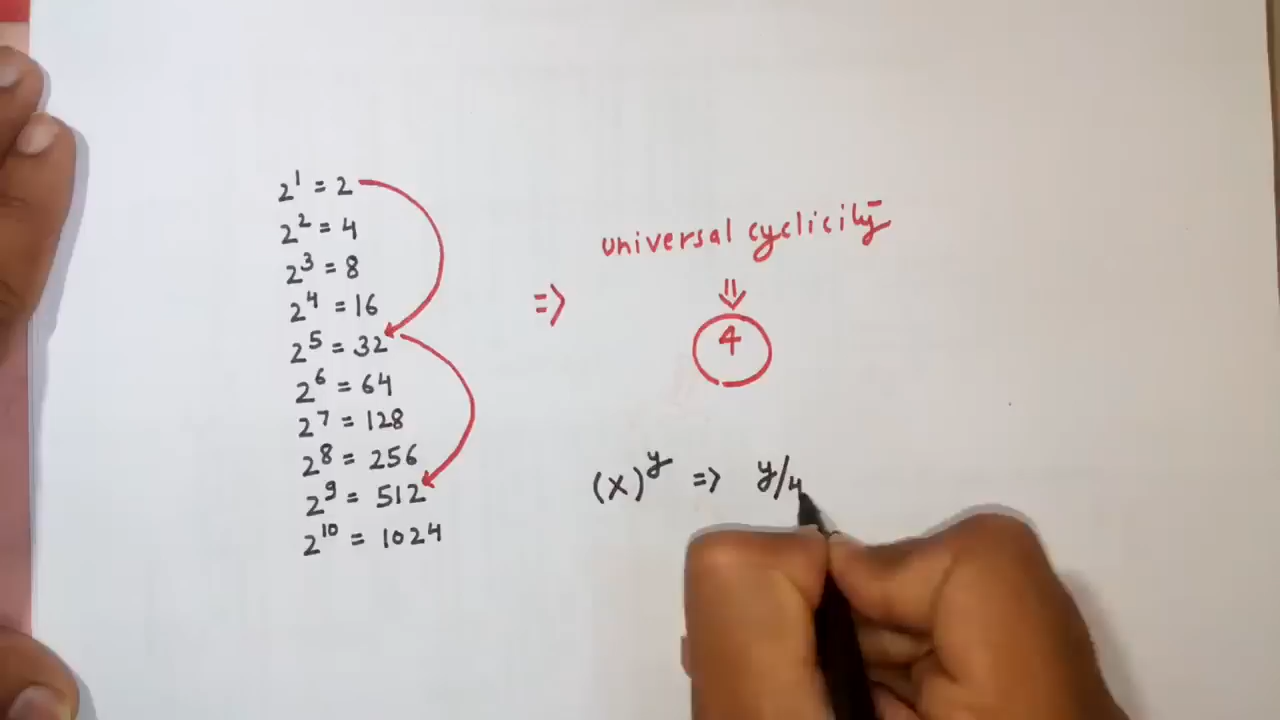 2¹ = 2
2² = 4
2³ = 8
2⁴ = 16
2⁵ = 32
2⁶ = 64
2⁷ = 128
2⁸ = 256
2⁹ = 512
2¹⁰ = 1024
=>
universal cyclicity
⇓
4
(x)ʸ => y/4